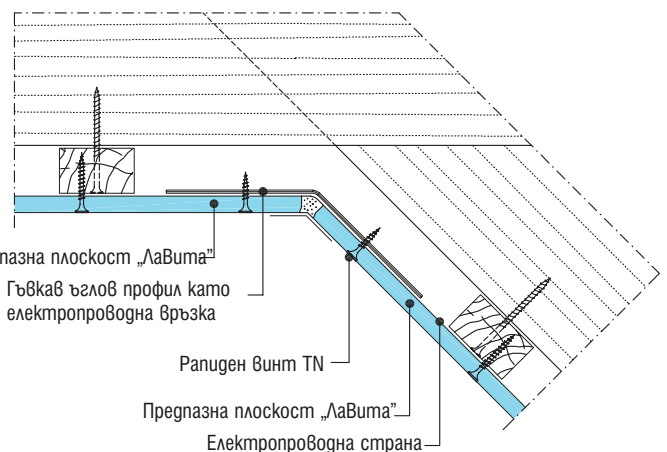 пазна плоскост „ЛаВита“
Гъвкав ъглов профил като
електропроводна връзка
Рапиден винт TN
Предпазна плоскост „ЛаВита“
Електропроводна страна